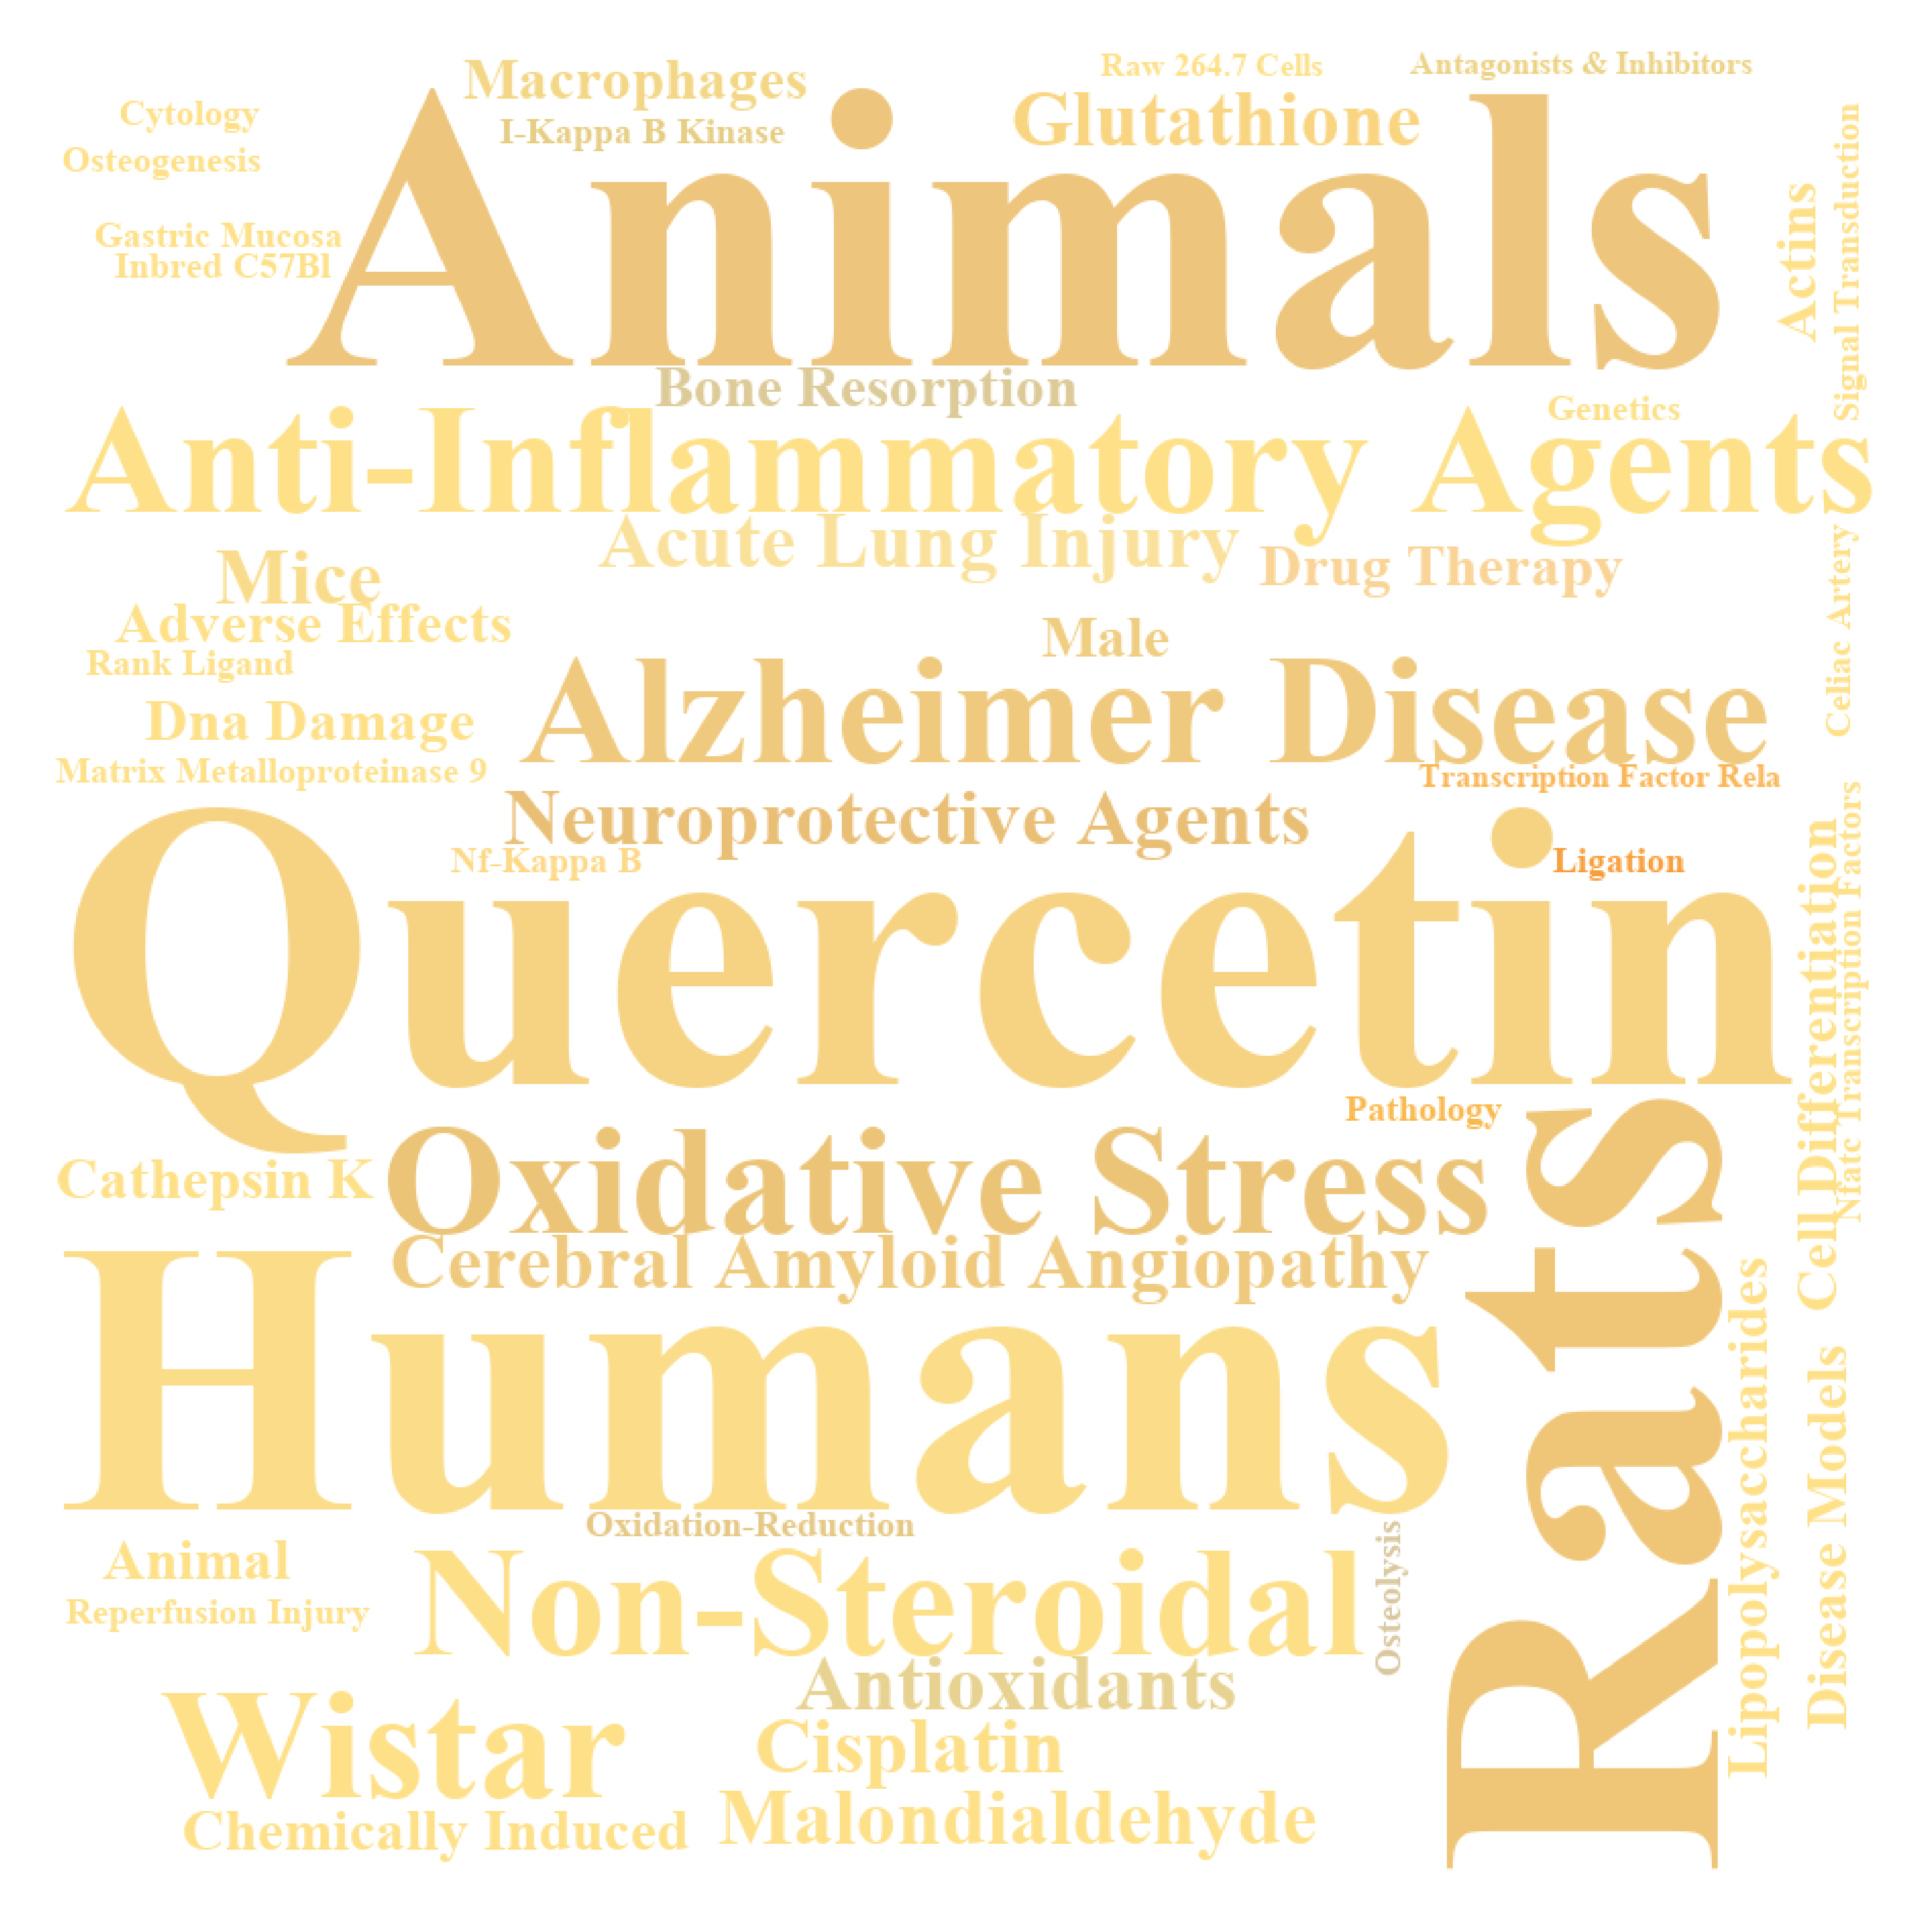 Macrophages
Raw 264.7 Cells
Antagonists & Inhibitors
Cytology
I-Kappa B Kinase
Glutathione
Osteogenesis
Animals
Actins
Signal Transduction
Gastric Mucosa
Inbred C57Bl
Bone Resorption
Genetics
Anti-Inflammatory Agents
Acute Lung Injury
Drug Therapy
Celiac Artery
Mice
Adverse Effects
Male
Rank Ligand
Alzheimer Disease
Dna Damage
Matrix Metalloproteinase 9
Transcription Factor Rela
Neuroprotective Agents
Nf-Kappa B
Ligation
Quercetin
Cell Differentiation
Nfatc Transcription Factors
Pathology
Oxidative Stress
Cathepsin K
Cerebral Amyloid Angiopathy
Humans
Rats
Lipopolysaccharides
Disease Models
Oxidation-Reduction
Animal
Non-Steroidal
Osteolysis
Reperfusion Injury
Antioxidants
Wistar
Cisplatin
Malondialdehyde
Chemically Induced